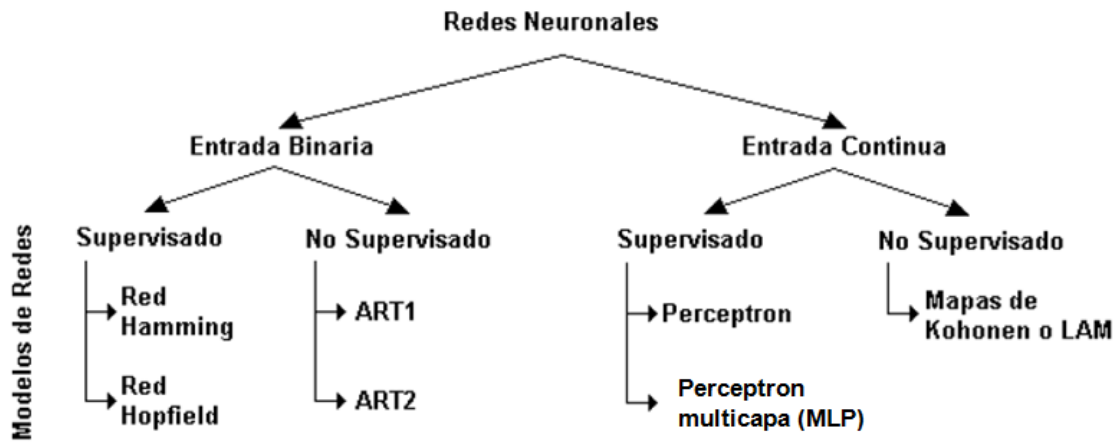 Redes Neuronales
Entrada Binaria
Entrada Continua
Modelos de Redes
Supervisado
No Supervisado
Supervisado
No Supervisado
Red
Hamming
ART1
Perceptron
Mapas de
Kohonen o LAM
Red
Hopfield
ART2
Perceptron
multicapa (MLP)